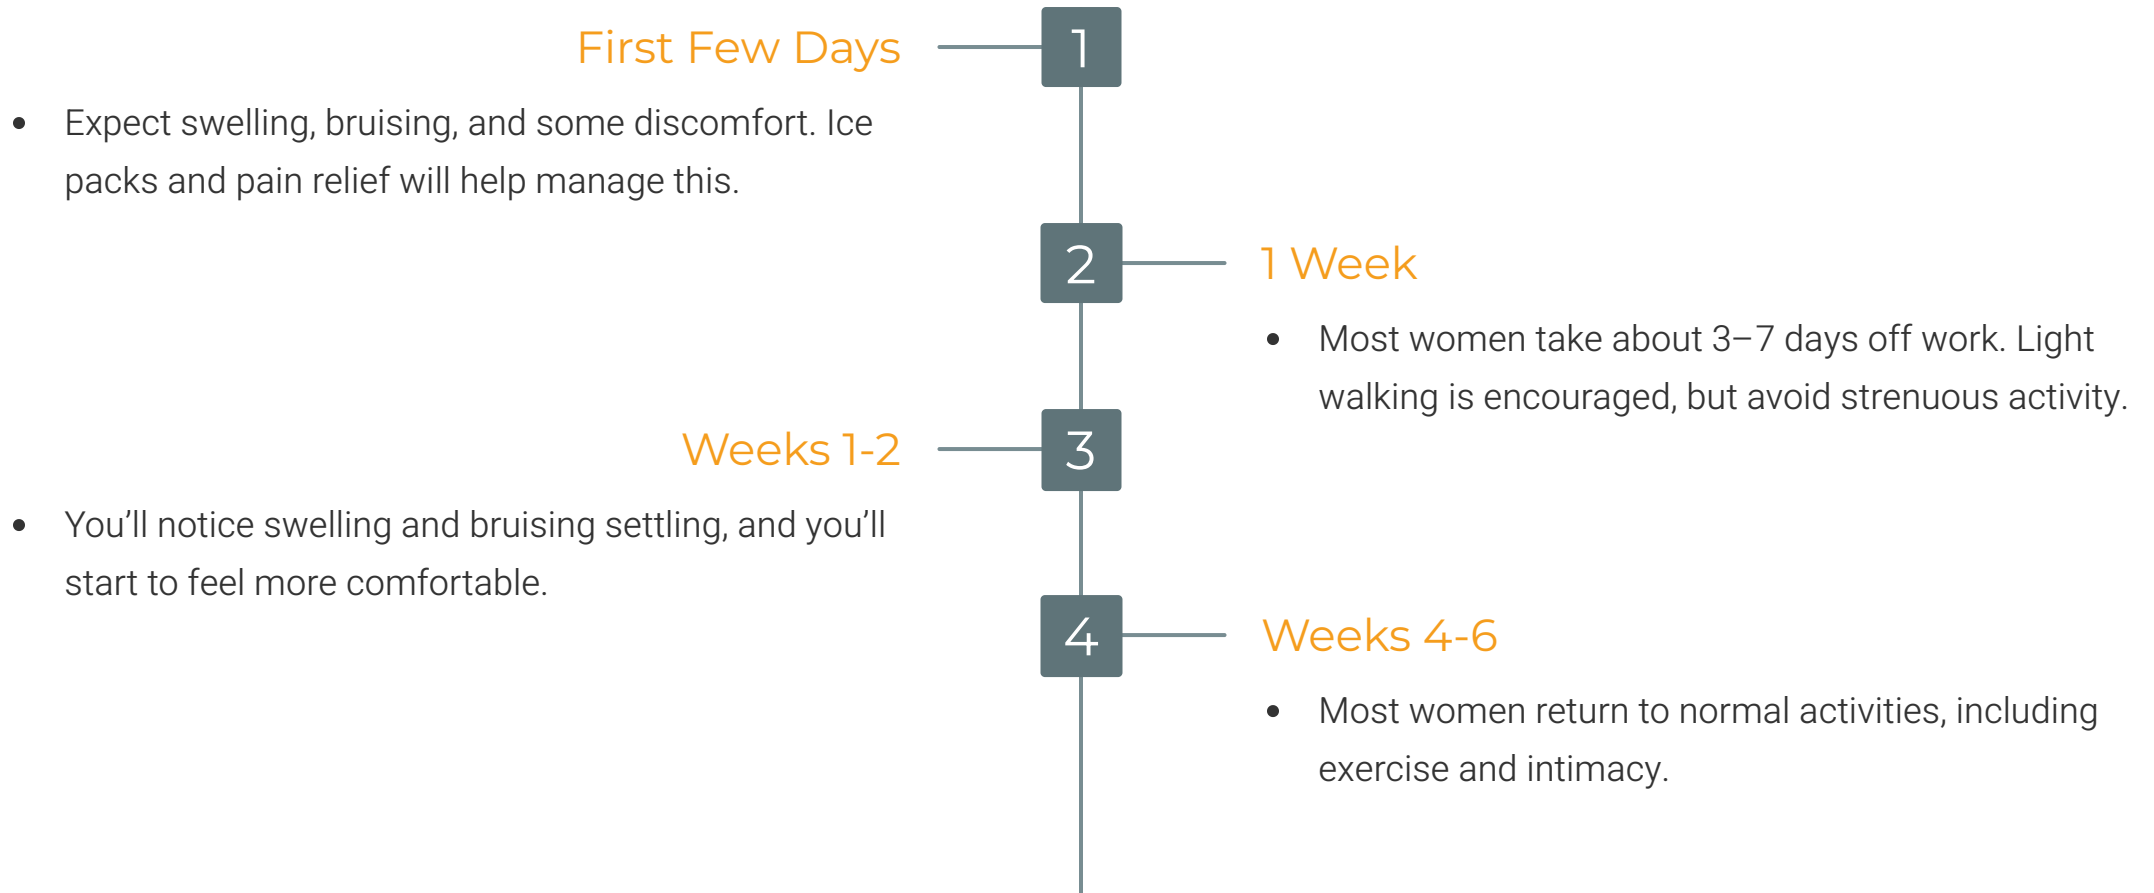 First Few Days
1
• Expect swelling, bruising, and some discomfort. Ice
packs and pain relief will help manage this.
2
1 Week
• Most women take about 3–7 days off work. Light
walking is encouraged, but avoid strenuous activity.
Weeks 1-2
3
• You’ll notice swelling and bruising settling, and you’ll
start to feel more comfortable.
4
Weeks 4-6
• Most women return to normal activities, including
exercise and intimacy.